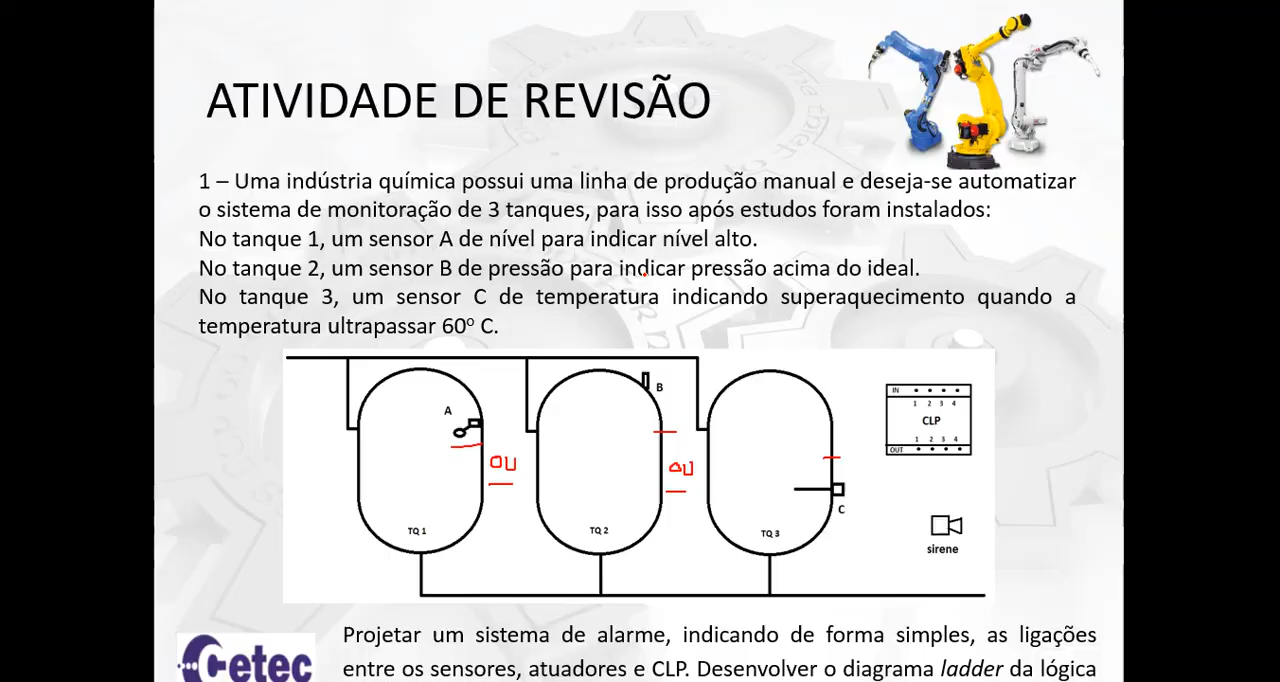 ATIVIDADE DE REVISÃO
1 – Uma indústria química possui uma linha de produção manual e deseja-se automatizar
o sistema de monitoração de 3 tanques, para isso após estudos foram instalados:
No tanque 1, um sensor A de nível para indicar nível alto.
No tanque 2, um sensor B de pressão para indicar pressão acima do ideal.
No tanque 3, um sensor C de temperatura indicando superaquecimento quando a
temperatura ultrapassar 60º C.
A
B
IN
1 2 3 4
CLP
1 2 3 4
OUT
OU
OU
C
TQ 1
TQ 2
TQ 3
sirene
Projetar um sistema de alarme, indicando de forma simples, as ligações
entre os sensores, atuadores e CLP. Desenvolver o diagrama ladder da lógica
Cetec